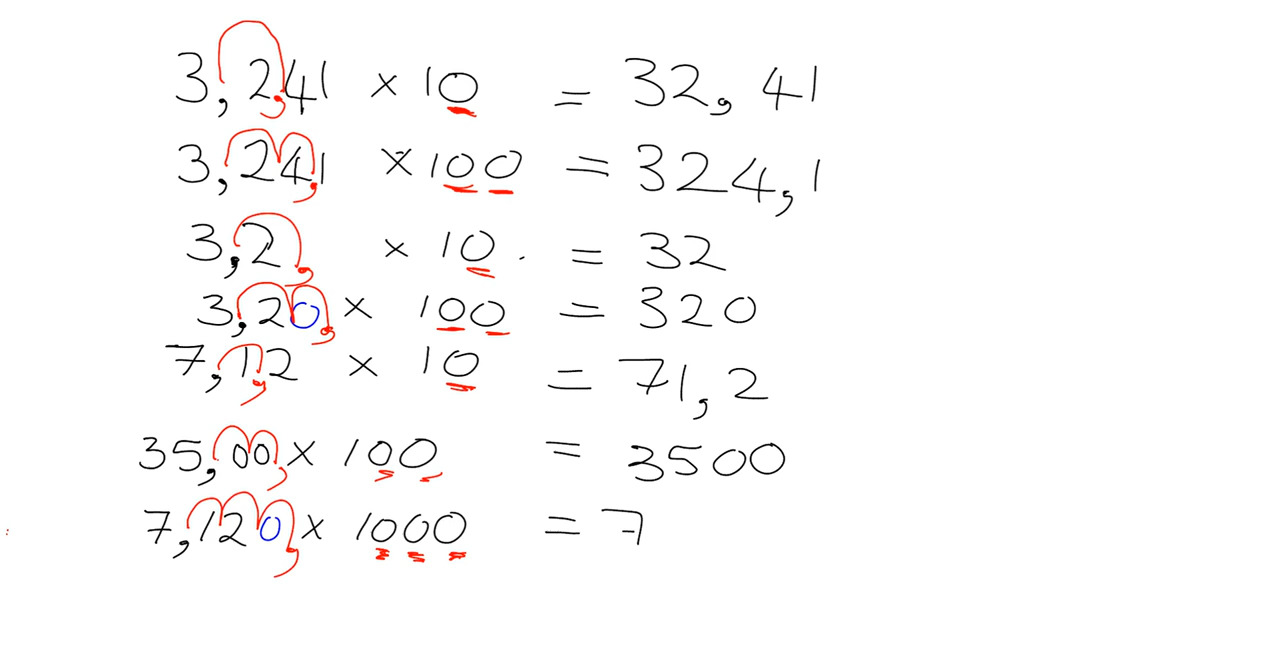 3,241 × 10 = 32,41
3,241 × 100 = 324,1
3,2 × 10 = 32
3,20 × 100 = 320
7,12 × 10 = 71,2
35,00 × 100 = 3500
7,120 × 1000 = 7